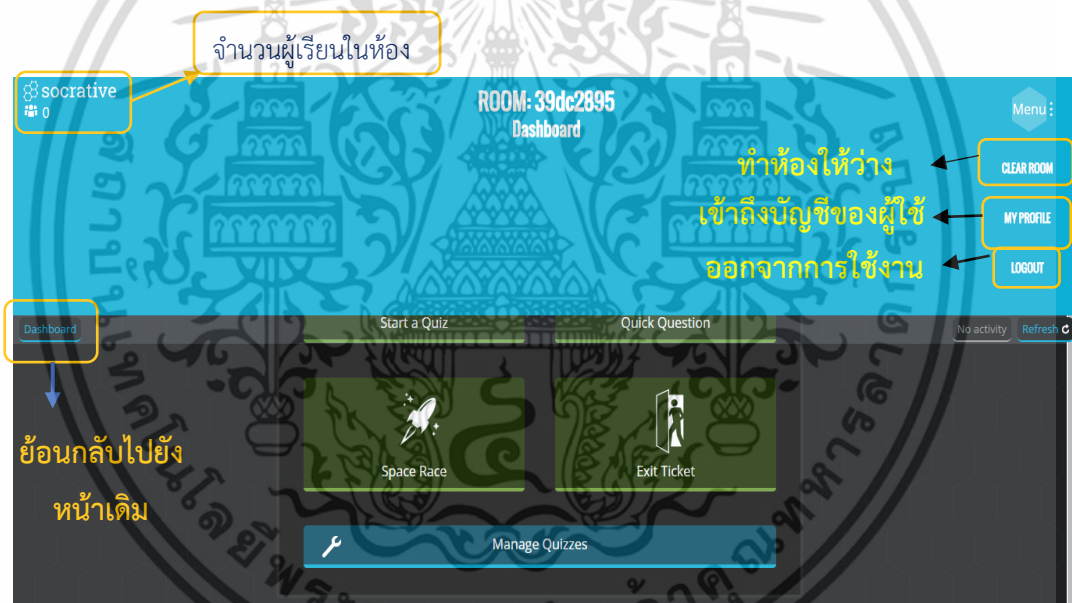 จำนวนผู้เรียนในห้อง
socrative
0
ROOM: 39dc2895
Dashboard
Menu
ทำห้องให้ว่าง
CLEAR ROOM
เข้าถึงบัญชีของผู้ใช้
MY PROFILE
ออกจากการใช้งาน
LOGOUT
Dashboard
Start a Quiz
Quick Question
No activity
Refresh
ย้อนกลับไปยัง
หน้าเดิม
Space Race
Exit Ticket
Manage Quizzes